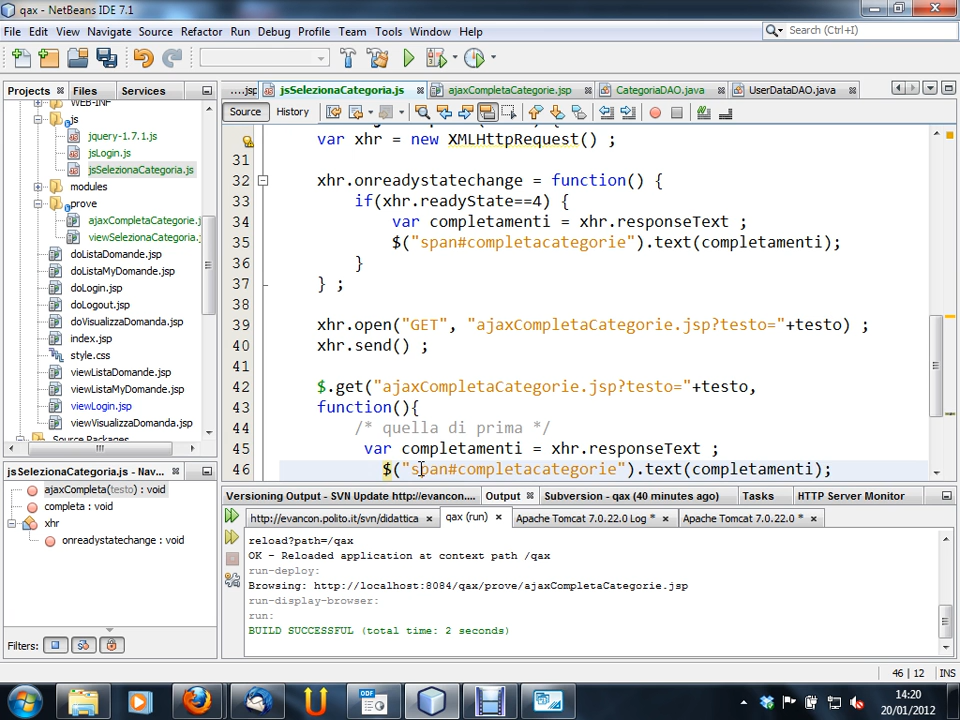 qax - NetBeans IDE 7.1
File Edit View Navigate Source Refactor Run Debug Profile Team Tools Window Help
Search (Ctrl+I)
Projects Files Services
....jsp jsSelezionaCategoria.js ajaxCompletaCategorie.jsp CategoriaDAO.java UserDataDAO.java
Source History
WEB-INF
js
jquery-1.7.1.js
jsLogin.js
jsSelezionaCategoria.js
modules
prove
ajaxCompletaCategorie.j
viewSelezionaCategoria.j
doListaDomande.jsp
doListaMyDomande.jsp
doLogin.jsp
doLogout.jsp
doVisualizzaDomanda.jsp
index.jsp
style.css
viewListaDomande.jsp
viewListaMyDomande.jsp
viewLogin.jsp
viewVisualizzaDomanda.jsp
Source Packages
var xhr = new XMLHttpRequest() ;
31
32 xhr.onreadystatechange = function() {
33 if(xhr.readyState==4) {
34 var completamenti = xhr.responseText ;
35 $("span#completacategorie").text(completamenti);
36 }
37 } ;
38
39 xhr.open("GET", "ajaxCompletaCategorie.jsp?testo="+testo) ;
40 xhr.send() ;
41
42 $.get("ajaxCompletaCategorie.jsp?testo="+testo,
43 function(){
44 /* quella di prima */
45 var completamenti = xhr.responseText ;
46 $("span#completacategorie").text(completamenti);
jsSelezionaCategoria.js - Nav...
ajaxCompleta(testo) : void
completa : void
xhr
onreadystatechange : void
Filters:
Versioning Output - SVN Update http://evancon.... Output Subversion - qax (40 minutes ago) Tasks HTTP Server Monitor
http://evancon.polito.it/svn/didattica qax (run) Apache Tomcat 7.0.22.0 Log * Apache Tomcat 7.0.22.0 *
reload?path=/qax
OK - Reloaded application at context path /qax
run-deploy:
Browsing: http://localhost:8084/qax/prove/ajaxCompletaCategorie.jsp
run-display-browser:
run:
BUILD SUCCESSFUL (total time: 2 seconds)
46 | 12 INS
14:20
20/01/2012